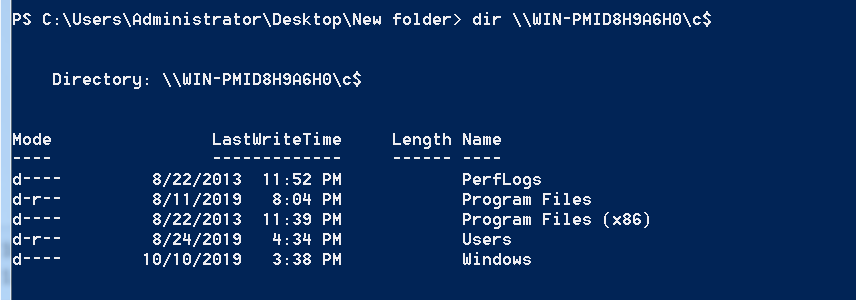 PS C:\Users\Administrator\Desktop\New folder> dir \\WIN-PMID8H9A6H0\c$
Directory: \\WIN-PMID8H9A6H0\c$
Mode                LastWriteTime     Length Name
----                -------------     ------ ----
d----         8/22/2013  11:52 PM            PerfLogs
d-r--         8/11/2019   8:04 PM            Program Files
d----         8/22/2013  11:39 PM            Program Files (x86)
d-r--         8/24/2019   4:34 PM            Users
d----        10/10/2019   3:38 PM            Windows